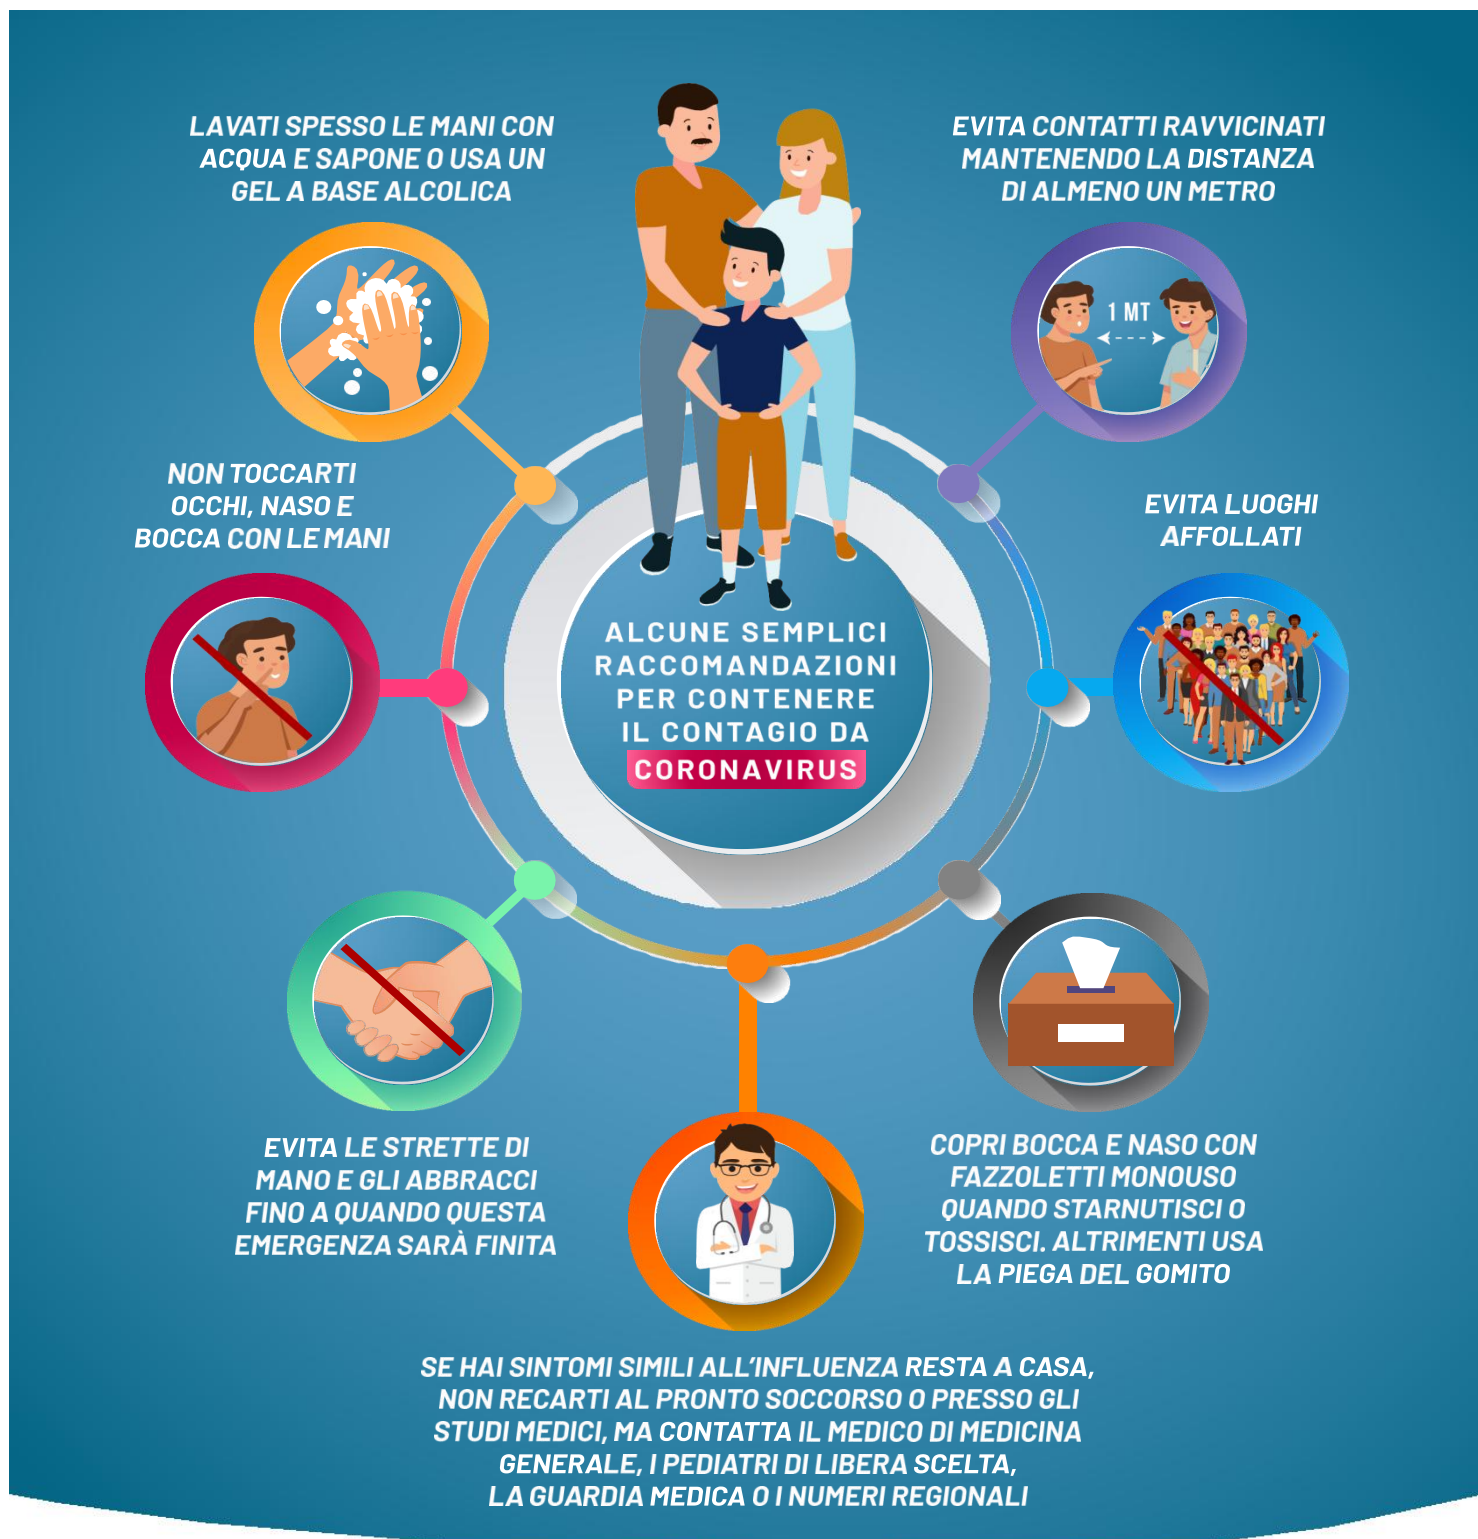 LAVATI SPESSO LE MANI CON
ACQUA E SAPONE O USA UN
GEL A BASE ALCOLICA
EVITA CONTATTI RAVVICINATI
MANTENENDO LA DISTANZA
DI ALMENO UN METRO
1 MT
NON TOCCARTI
OCCHI, NASO E
BOCCA CON LE MANI
EVITA LUOGHI
AFFOLLATI
ALCUNE SEMPLICI
RACCOMANDAZIONI
PER CONTENERE
IL CONTAGIO DA
CORONAVIRUS
EVITA LE STRETTE DI
MANO E GLI ABBRACCI
FINO A QUANDO QUESTA
EMERGENZA SARÀ FINITA
COPRI BOCCA E NASO CON
FAZZOLETTI MONOUSO
QUANDO STARNUTISCI O
TOSSISCI. ALTRIMENTI USA
LA PIEGA DEL GOMITO
SE HAI SINTOMI SIMILI ALL'INFLUENZA RESTA A CASA,
NON RECARTI AL PRONTO SOCCORSO O PRESSO GLI
STUDI MEDICI, MA CONTATTA IL MEDICO DI MEDICINA
GENERALE, I PEDIATRI DI LIBERA SCELTA,
LA GUARDIA MEDICA O I NUMERI REGIONALI